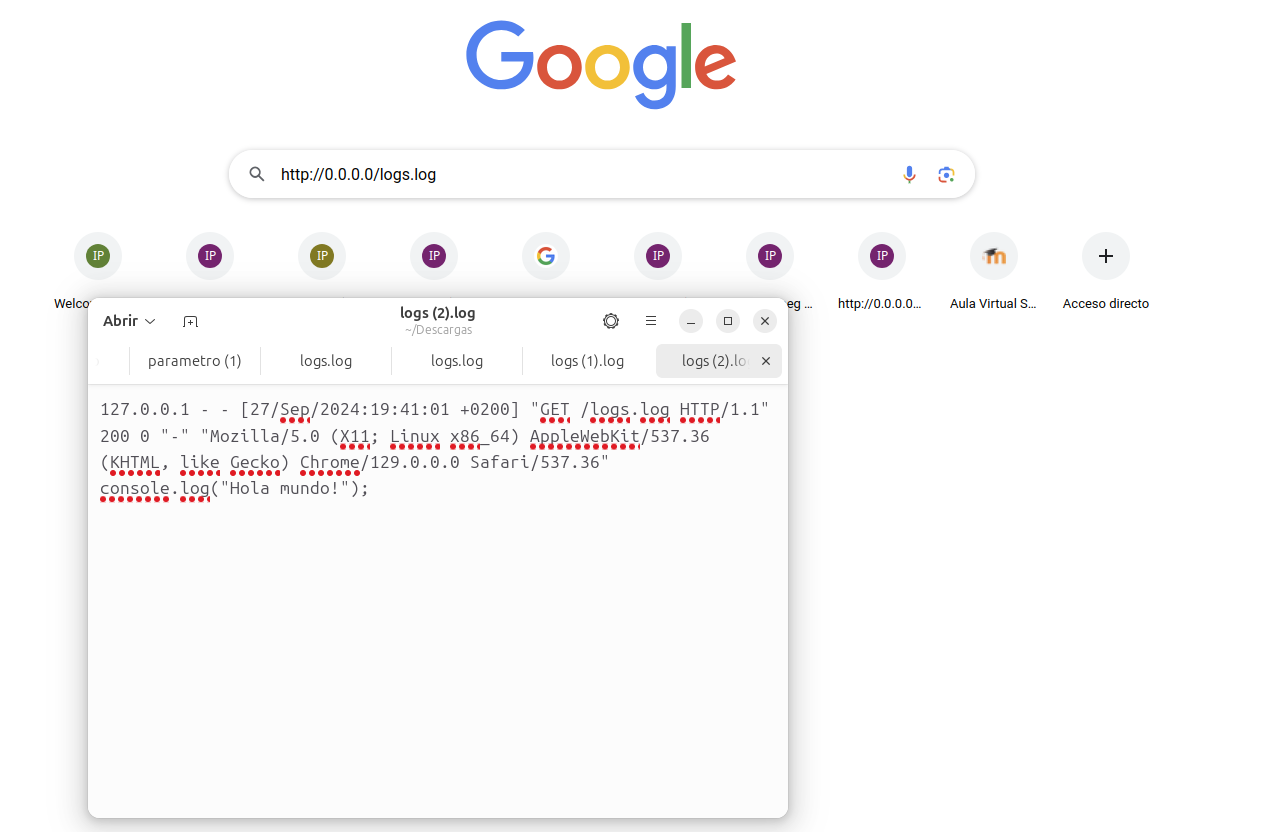 Google
http://0.0.0.0/logs.log
IP IP IP IP IP IP IP
Welco
eg ...
http://0.0.0.0...
Aula Virtual S...
Acceso directo
Abrir
logs (2).log
~/Descargas
parametro (1)
logs.log
logs.log
logs (1).log
logs (2).lo
127.0.0.1 - - [27/Sep/2024:19:41:01 +0200] "GET /logs.log HTTP/1.1"
200 0 "-" "Mozilla/5.0 (X11; Linux x86_64) AppleWebKit/537.36
(KHTML, like Gecko) Chrome/129.0.0.0 Safari/537.36"
console.log("Hola mundo!");